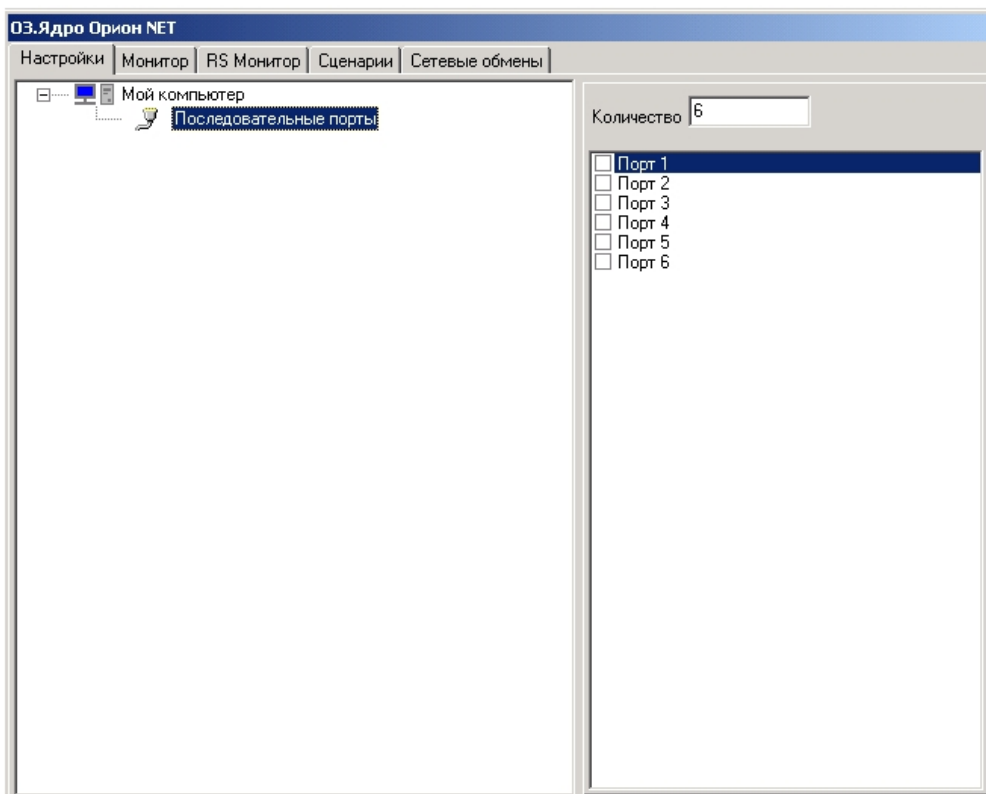 ОЗ.Ядро Орион NET
Настройки Монитор RS Монитор Сценарии Сетевые обмены
Мой компьютер
Последовательные порты
Количество 6
Порт 1
Порт 2
Порт 3
Порт 4
Порт 5
Порт 6